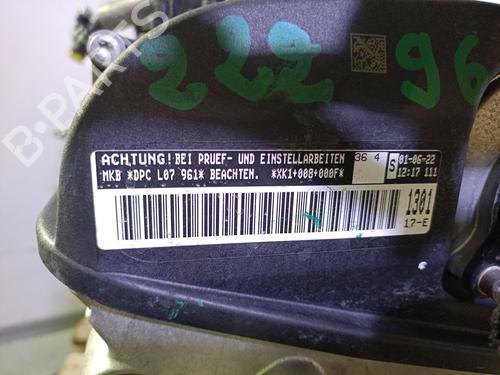 222 96
B-PARTS
ACHTUNG! BEI PRUEF- UND EINSTELLARBEITEN
MKB *DPC L07 961* BEACHTEN. *XK1+008+000F*
36 4
S
01-06-22
12:17 111
1301
17-E